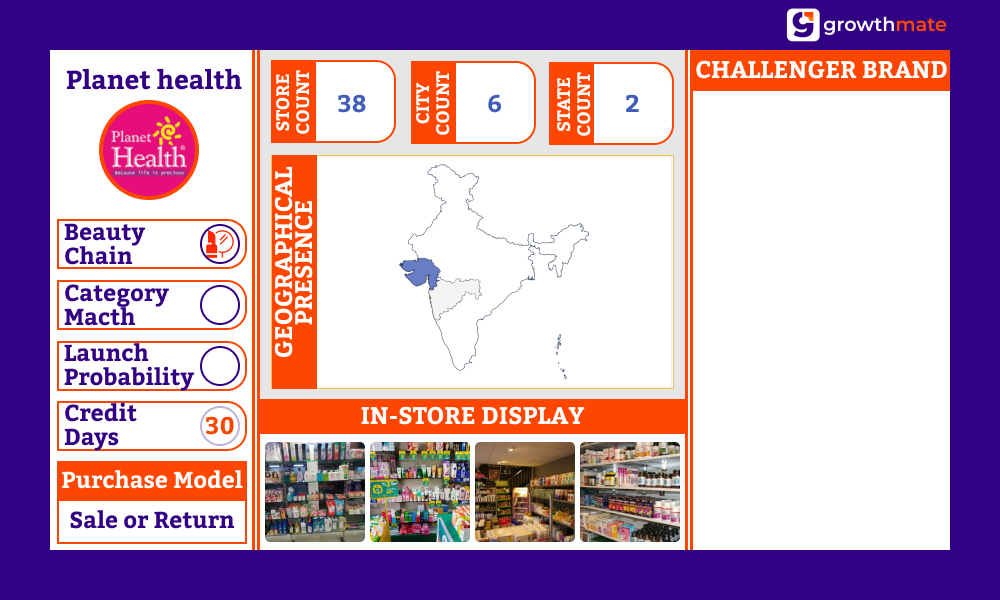 growthmate
Planet health
Planet
Health
Because life is precious
Beauty
Chain
Category
Macth
Launch
Probability
Credit
Days
30
Purchase Model
Sale or Return
STORE
COUNT
38
CITY
COUNT
6
STATE
COUNT
2
GEOGRAPHICAL
PRESENCE
IN-STORE DISPLAY
CHALLENGER BRAND